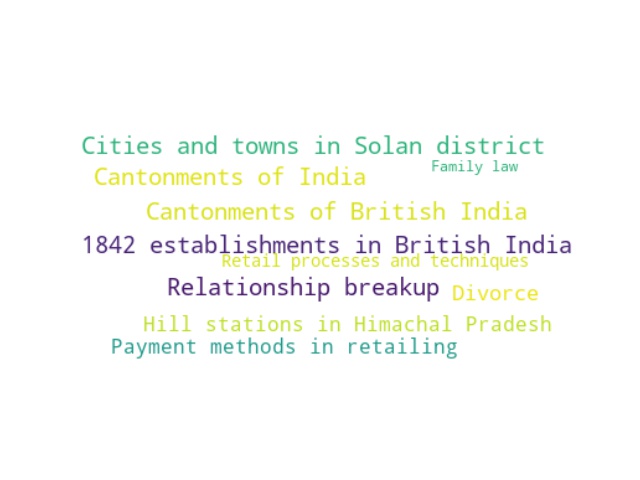 Cities and towns in Solan district
Family law
Cantonments of India
Cantonments of British India
1842 establishments in British India
Retail processes and techniques
Relationship breakup
Divorce
Hill stations in Himachal Pradesh
Payment methods in retailing